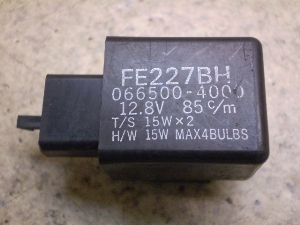 FE227BH
066500-4000
12.8V 85c/m
T/S 15W×2
H/W 15W MAX4BULBS